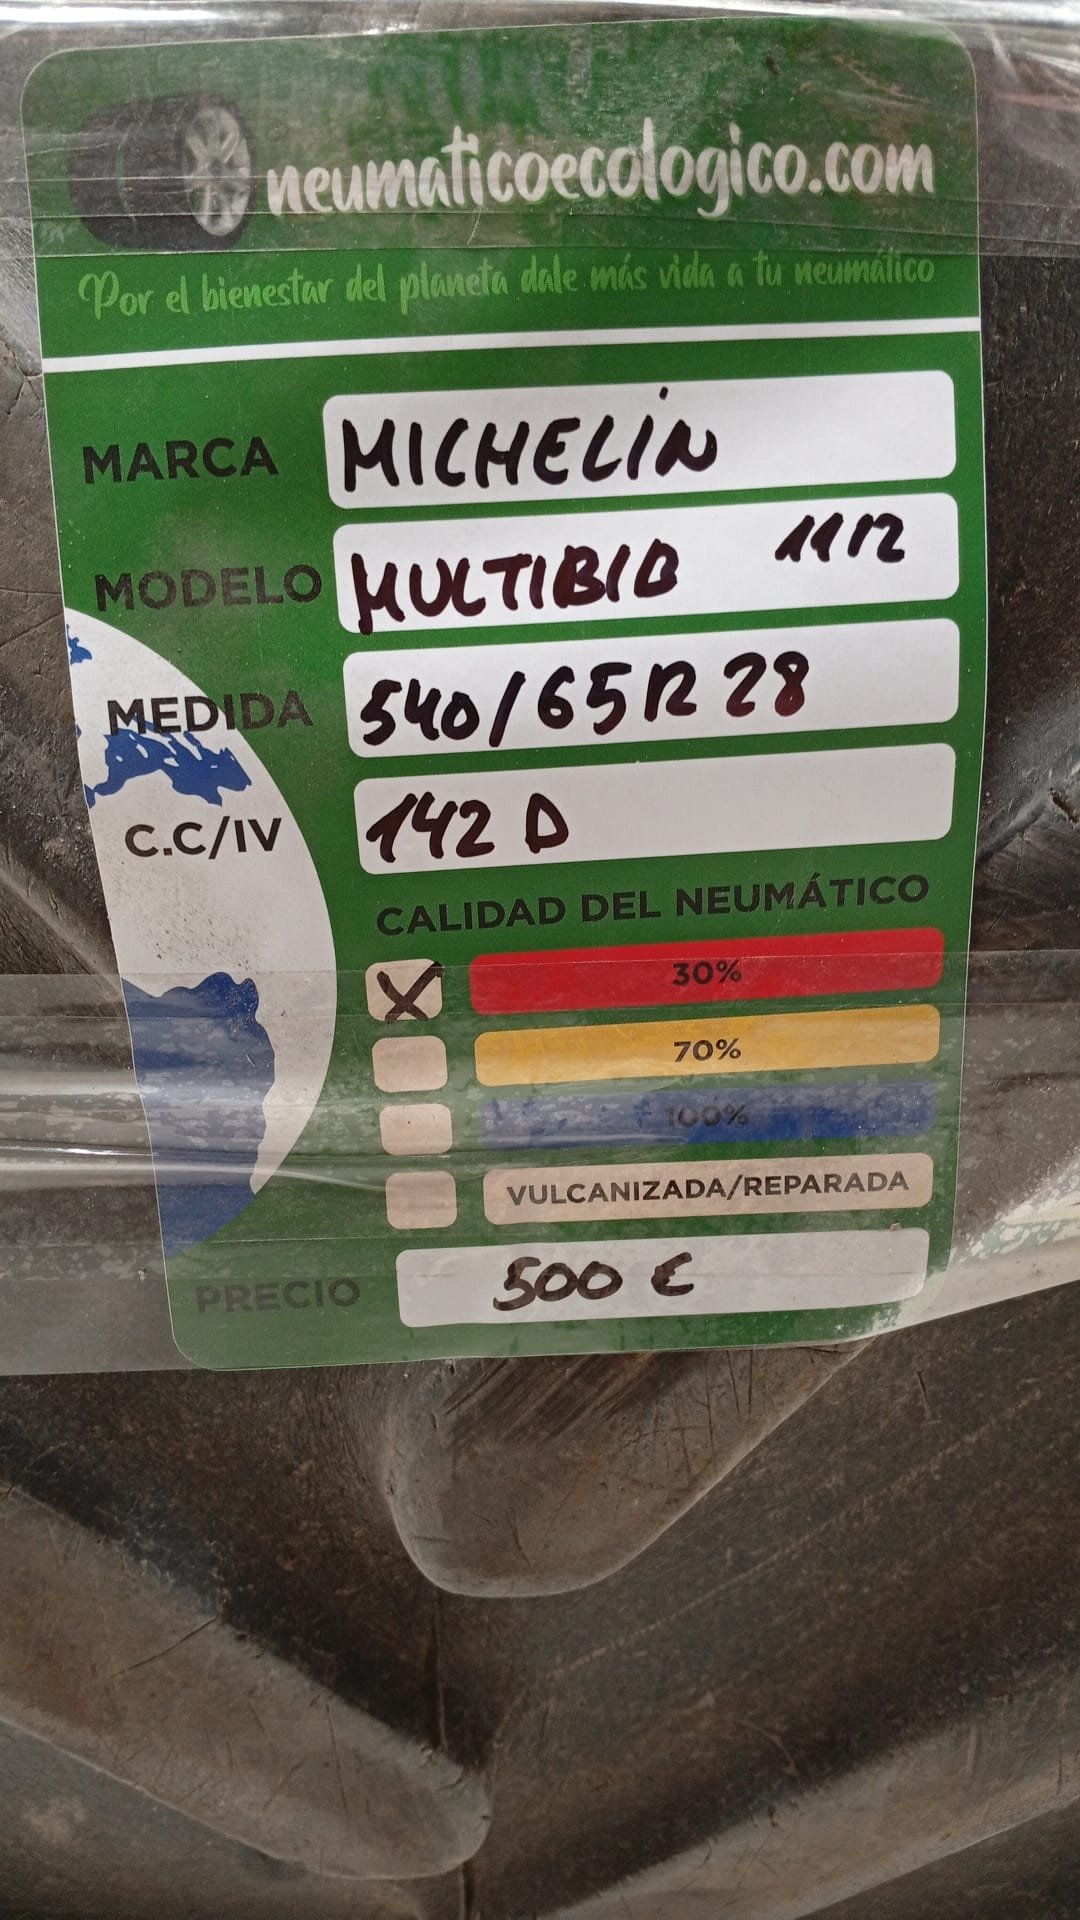 neumaticoecologico.com
Por el bienestar del planeta dale más vida a tu neumático
MARCA MICHELIN
MODELO MULTIBIB 1112
MEDIDA 540/65R28
C.C/IV 142 D
CALIDAD DEL NEUMÁTICO
X 30%
70%
100%
VULCANIZADA/REPARADA
PRECIO 500 €